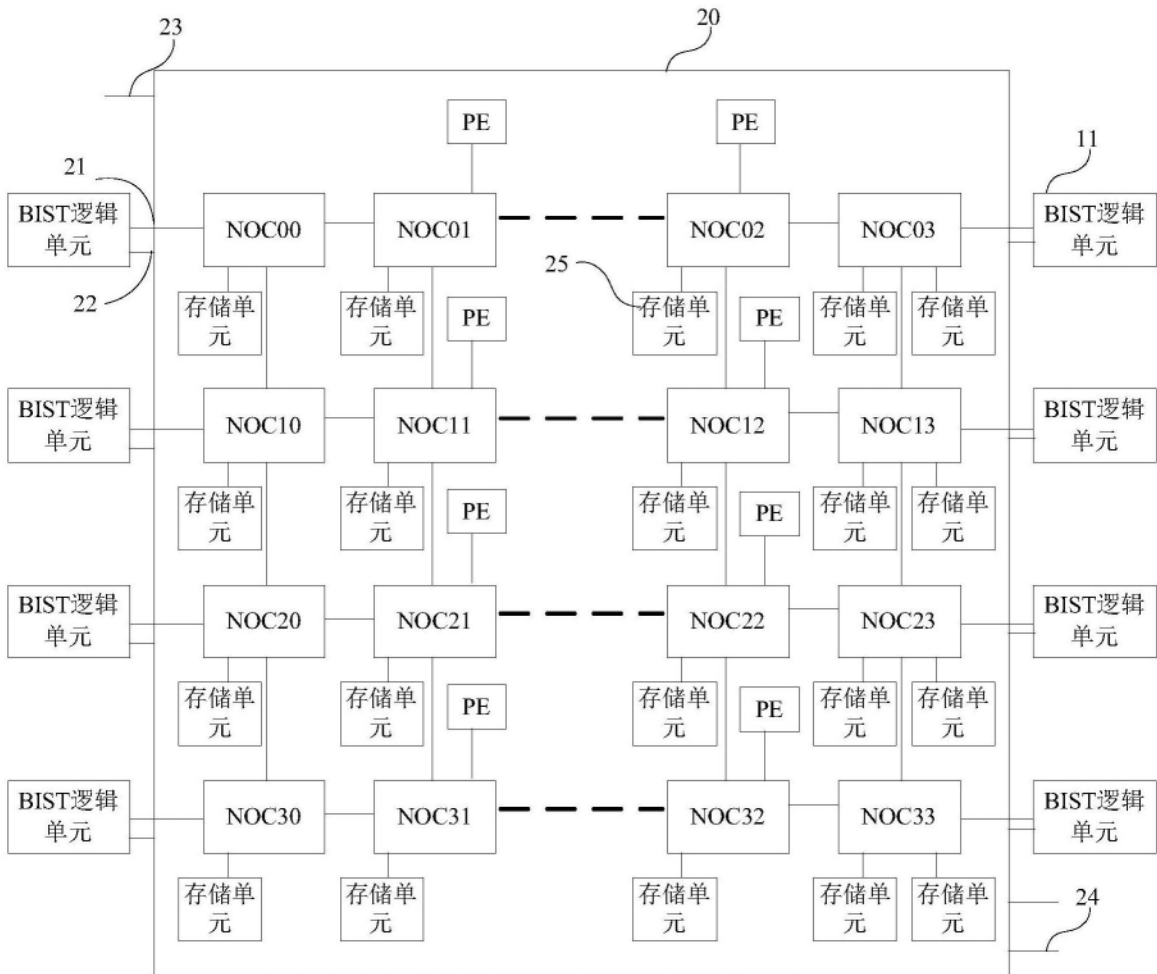 23
20
PE
PE
21
11
BIST逻辑
单元
NOC00
NOC01
NOC02
NOC03
BIST逻辑
单元
22
25
存储单
元
存储单
元
PE
存储单
元
PE
存储单
元
存储单
元
BIST逻辑
单元
NOC10
NOC11
NOC12
NOC13
BIST逻辑
单元
存储单
元
存储单
元
PE
存储单
元
PE
存储单
元
存储单
元
BIST逻辑
单元
NOC20
NOC21
NOC22
NOC23
BIST逻辑
单元
存储单
元
存储单
元
PE
存储单
元
PE
存储单
元
存储单
元
BIST逻辑
单元
NOC30
NOC31
NOC32
NOC33
BIST逻辑
单元
存储单
元
存储单
元
存储单
元
存储单
元
存储单
元
24